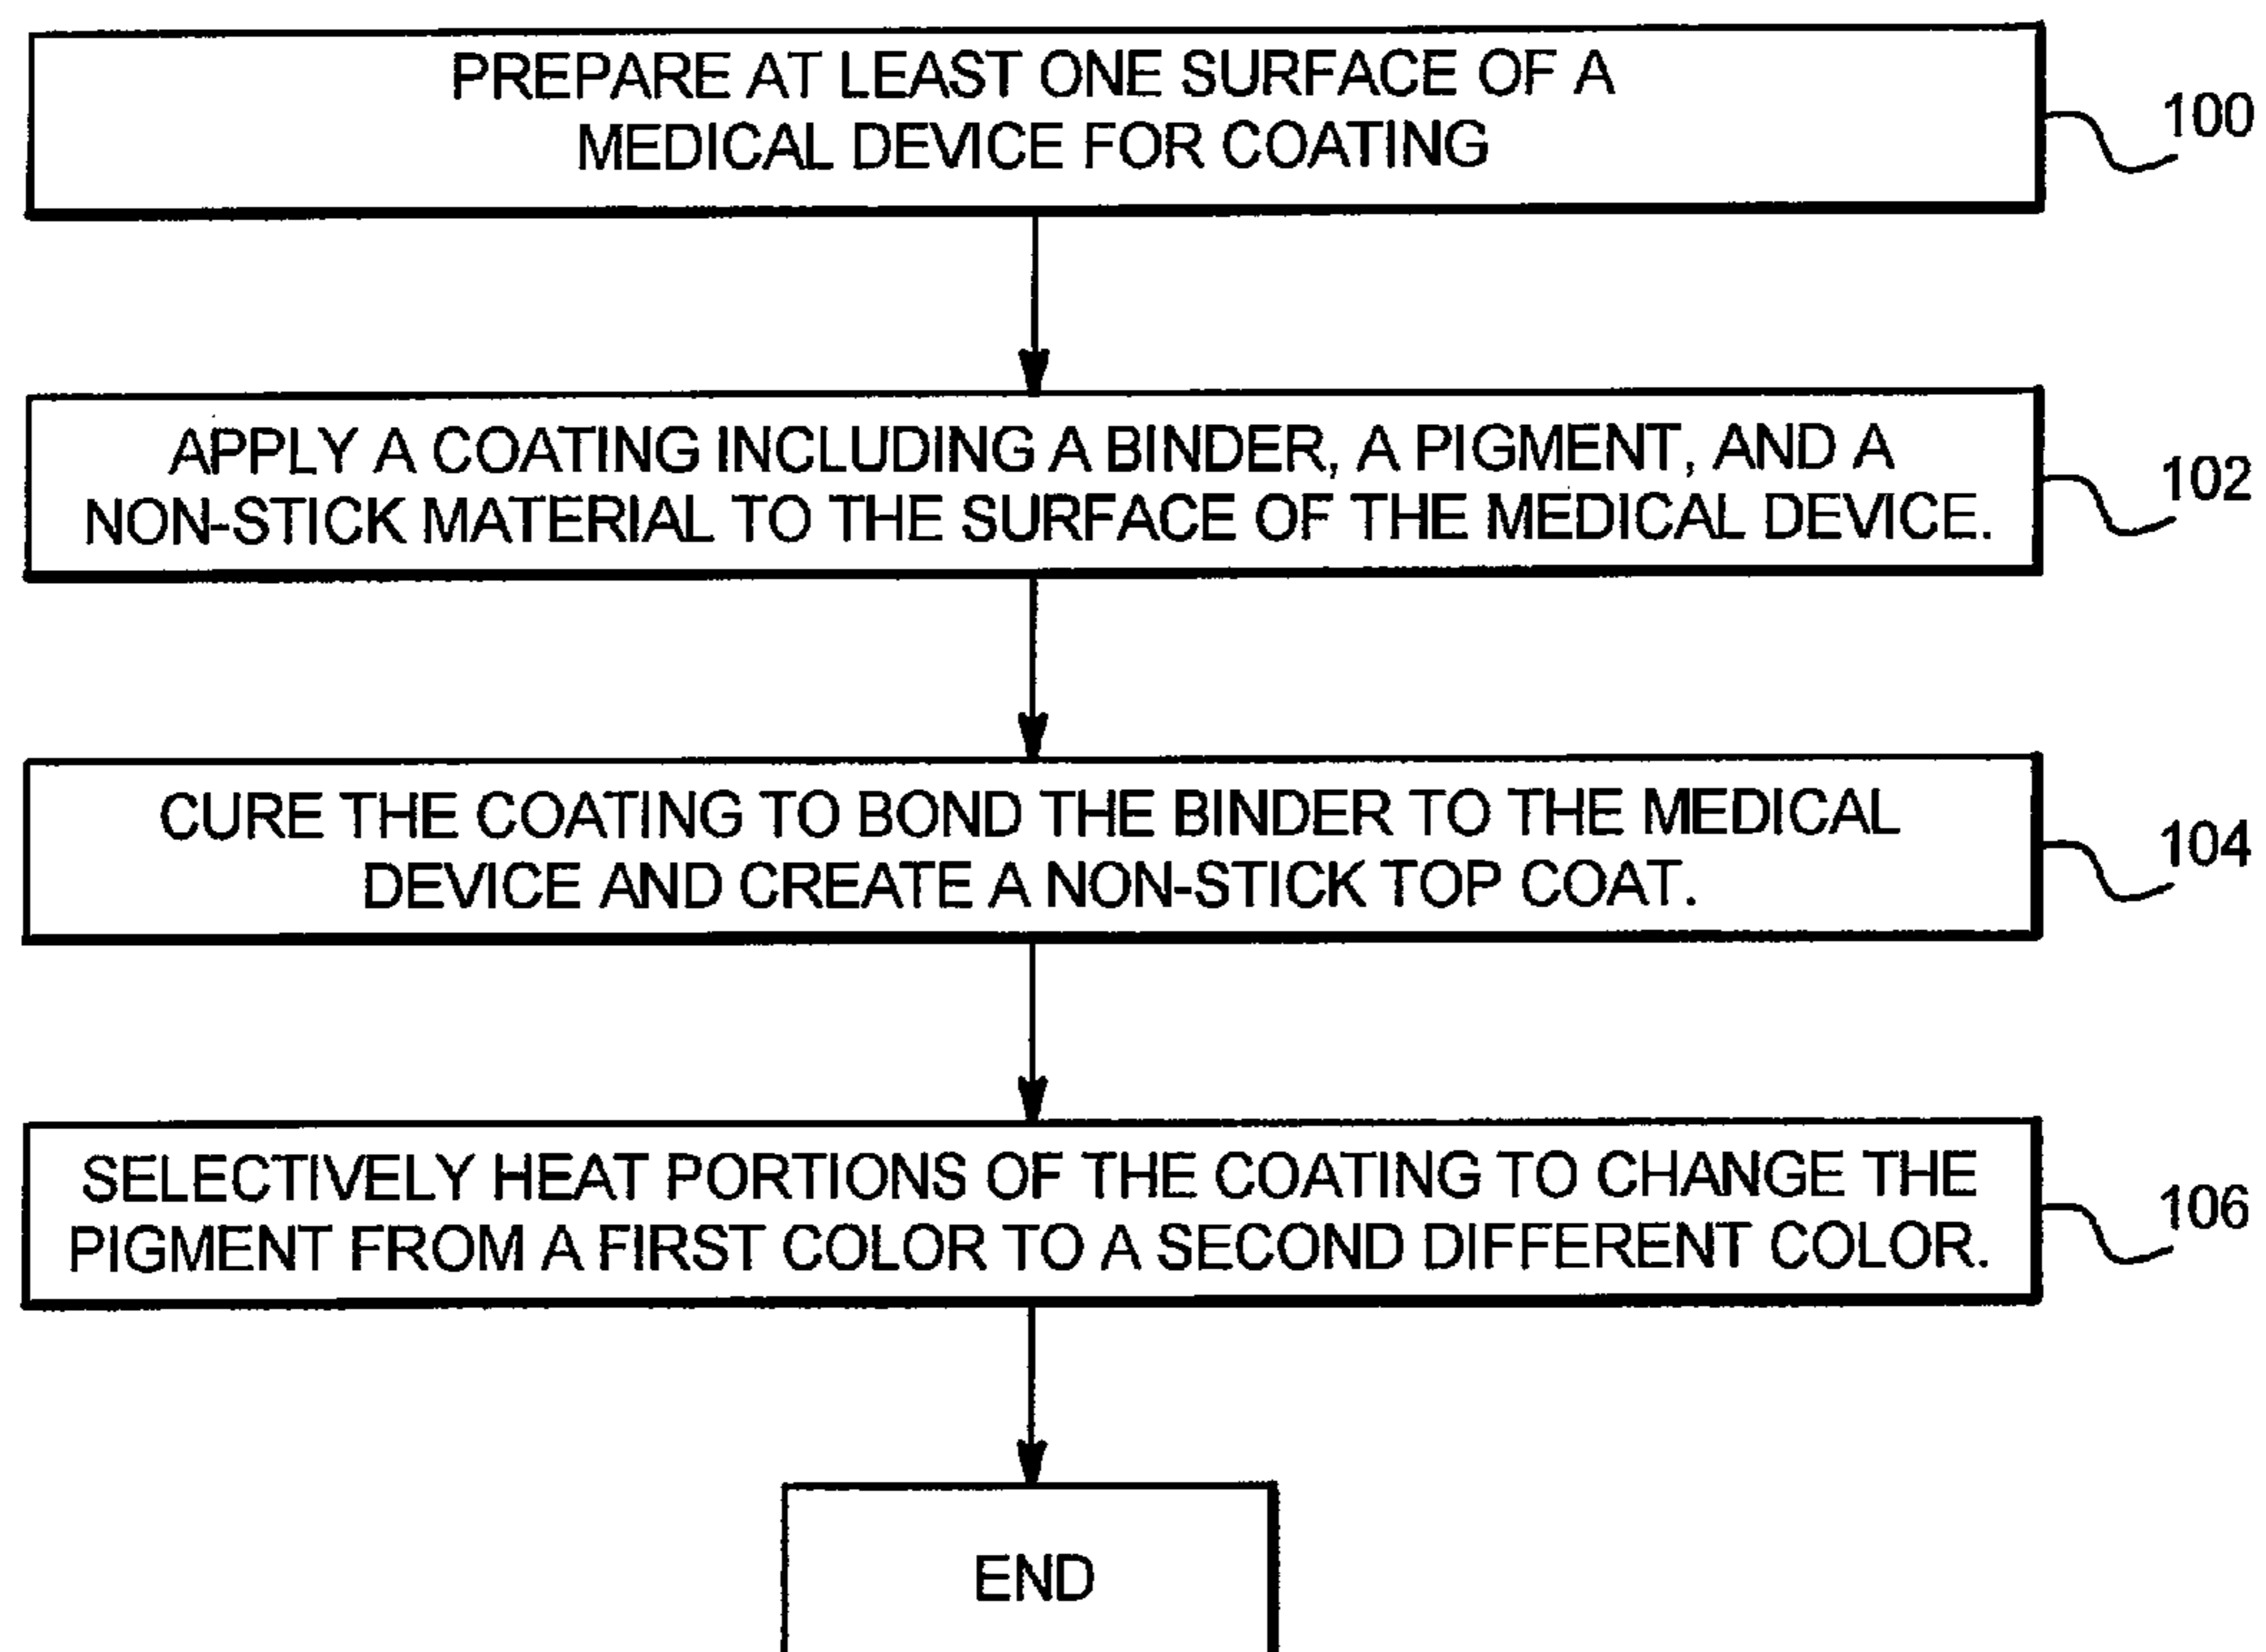 PREPARE AT LEAST ONE SURFACE OF A
MEDICAL DEVICE FOR COATING
100
APPLY A COATING INCLUDING A BINDER, A PIGMENT, AND A
NON-STICK MATERIAL TO THE SURFACE OF THE MEDICAL DEVICE.
102
CURE THE COATING TO BOND THE BINDER TO THE MEDICAL
DEVICE AND CREATE A NON-STICK TOP COAT.
104
SELECTIVELY HEAT PORTIONS OF THE COATING TO CHANGE THE
PIGMENT FROM A FIRST COLOR TO A SECOND DIFFERENT COLOR.
106
END